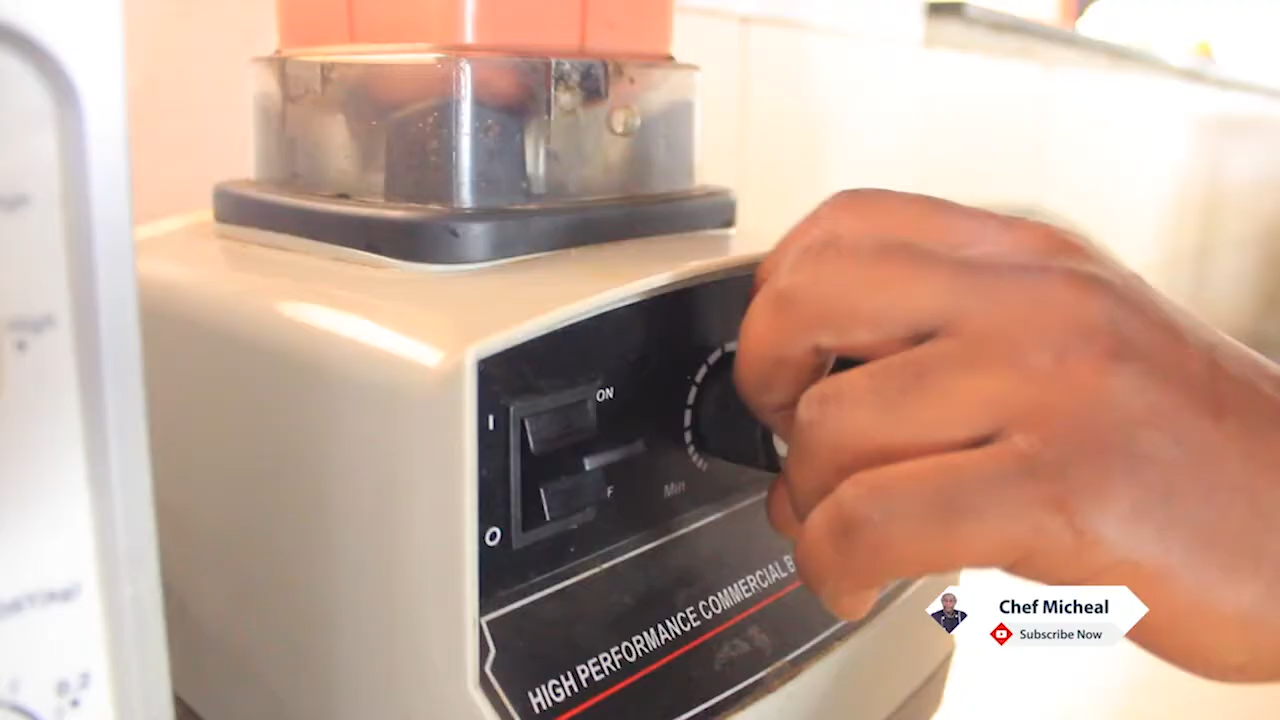 ON
I
Min
O
HIGH PERFORMANCE COMMERCIAL B
Chef Micheal
Subscribe Now